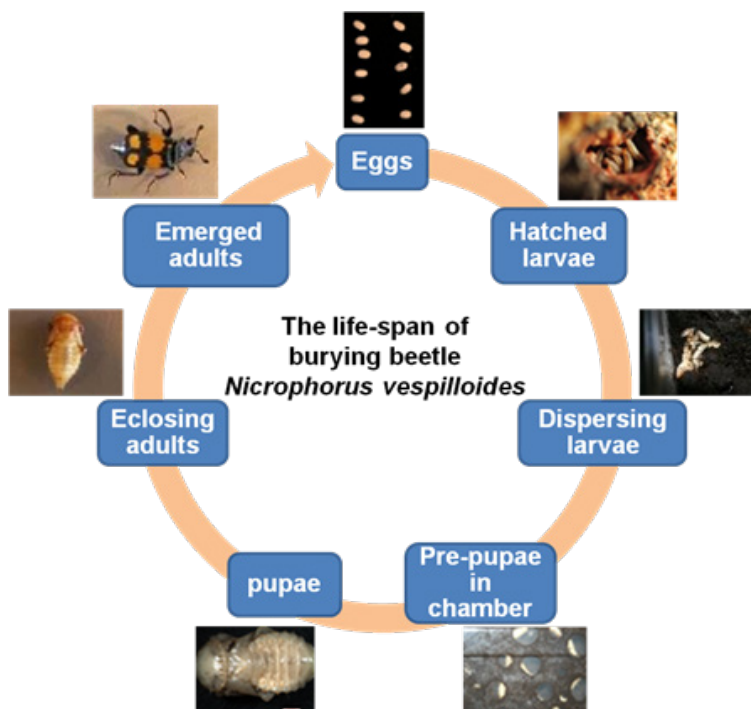 Eggs
Hatched
larvae
Dispersing
larvae
Pre-pupae
in
chamber
pupae
Eclosing
adults
Emerged
adults
The life-span of
burying beetle
Nicrophorus vespilloides